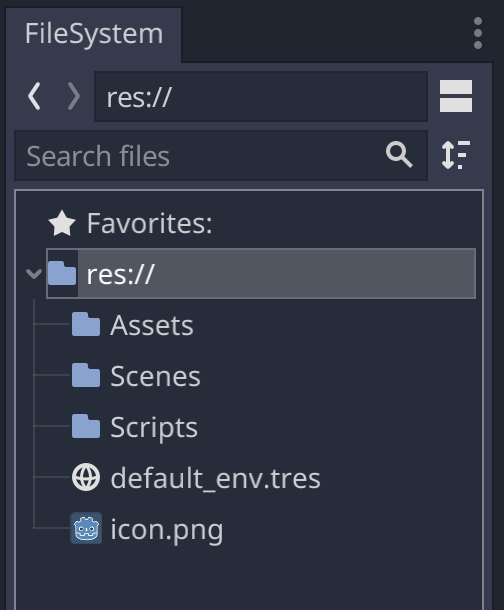 FileSystem
res://
Search files
Favorites:
res://
Assets
Scenes
Scripts
default_env.tres
icon.png